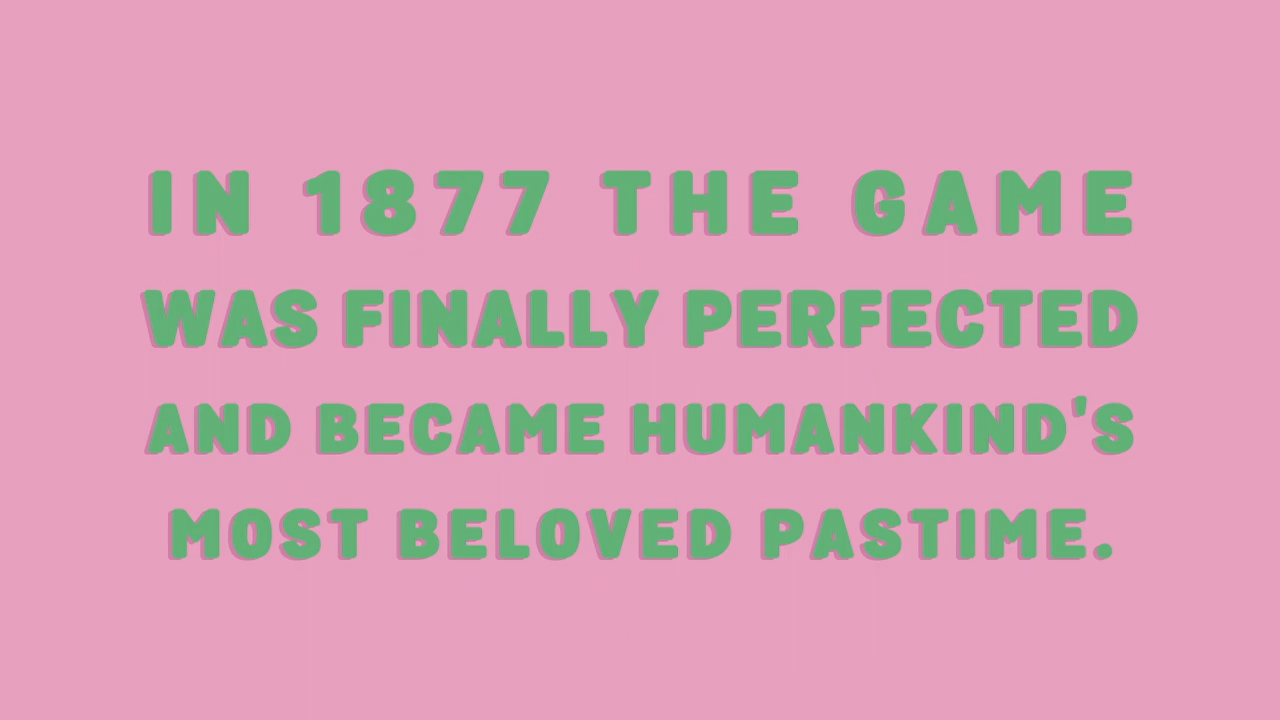 IN 1877 THE GAME
WAS FINALLY PERFECTED
AND BECAME HUMANKIND'S
MOST BELOVED PASTIME.